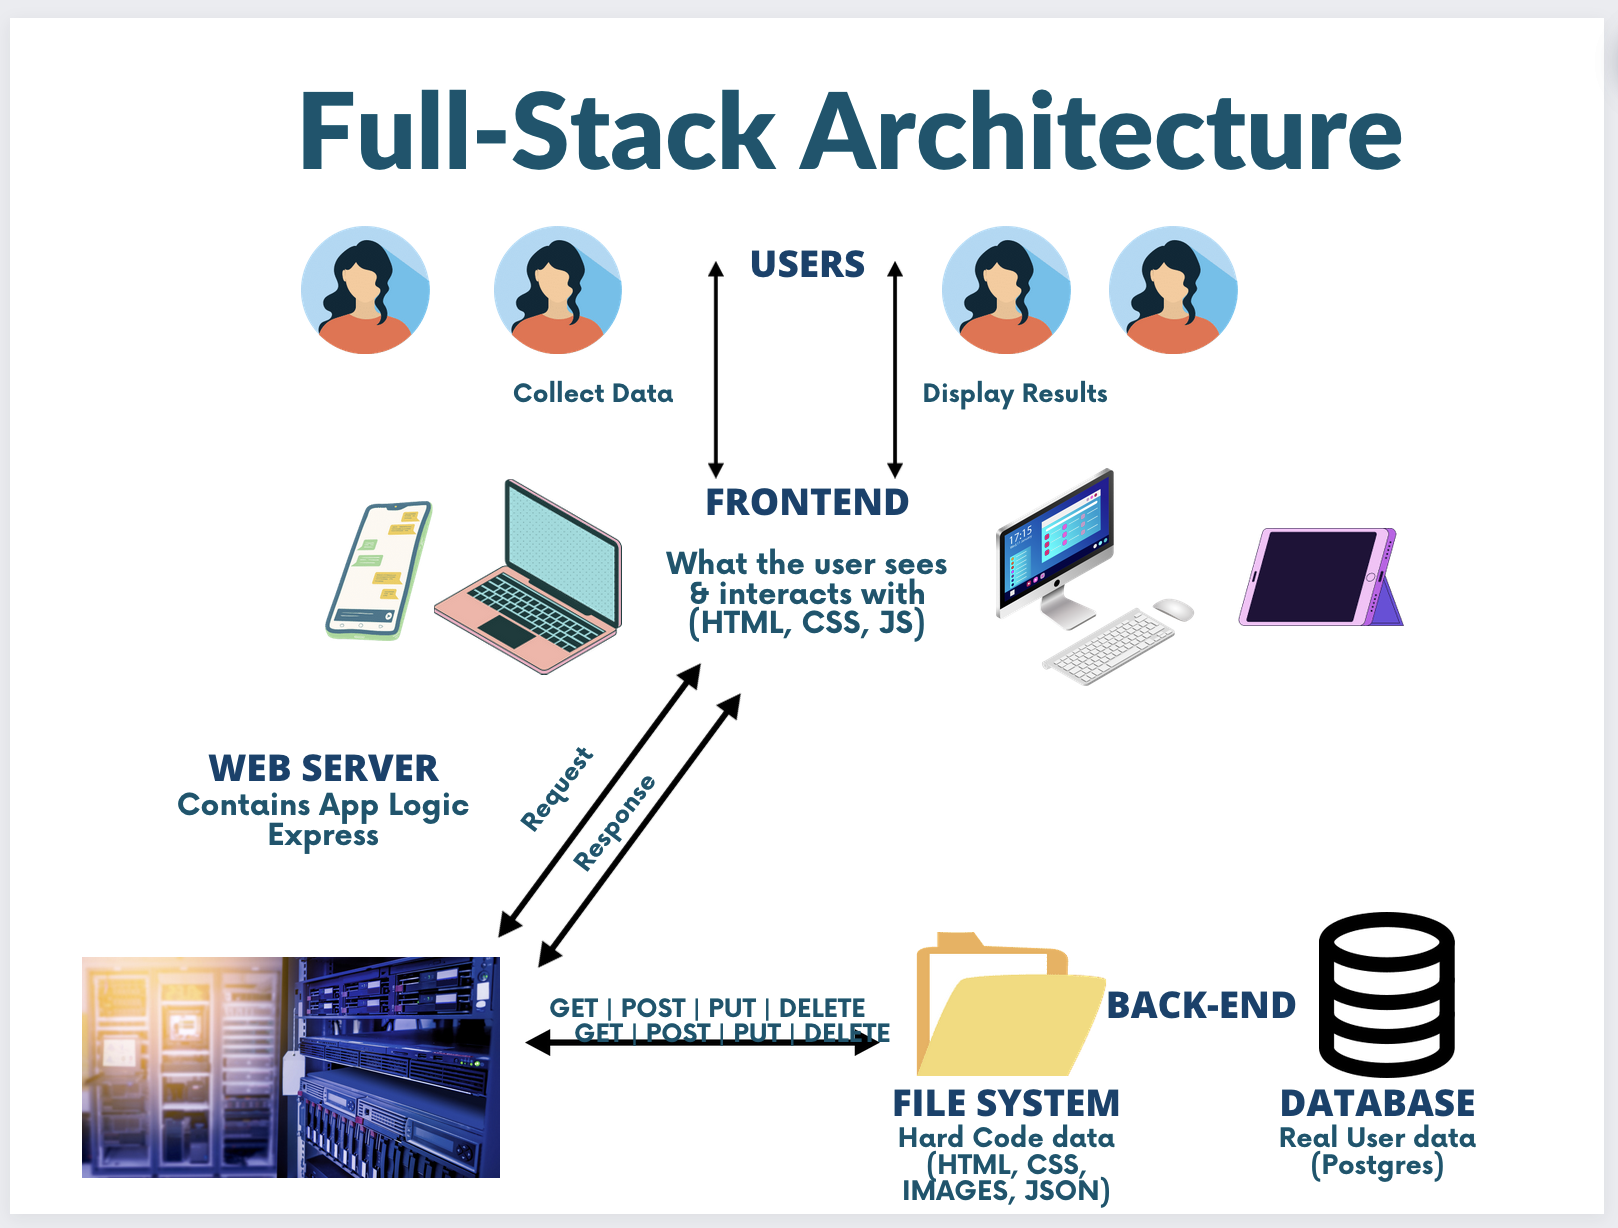 Full-Stack Architecture
USERS
Collect Data
Display Results
FRONTEND
What the user sees
& interacts with
(HTML, CSS, JS)
17:15
WEB SERVER
Contains App Logic
Express
Request
Response
GET | POST | PUT | DELETE
GET | POST | PUT | DELETE
BACK-END
FILE SYSTEM
Hard Code data
(HTML, CSS,
IMAGES, JSON)
DATABASE
Real User data
(Postgres)